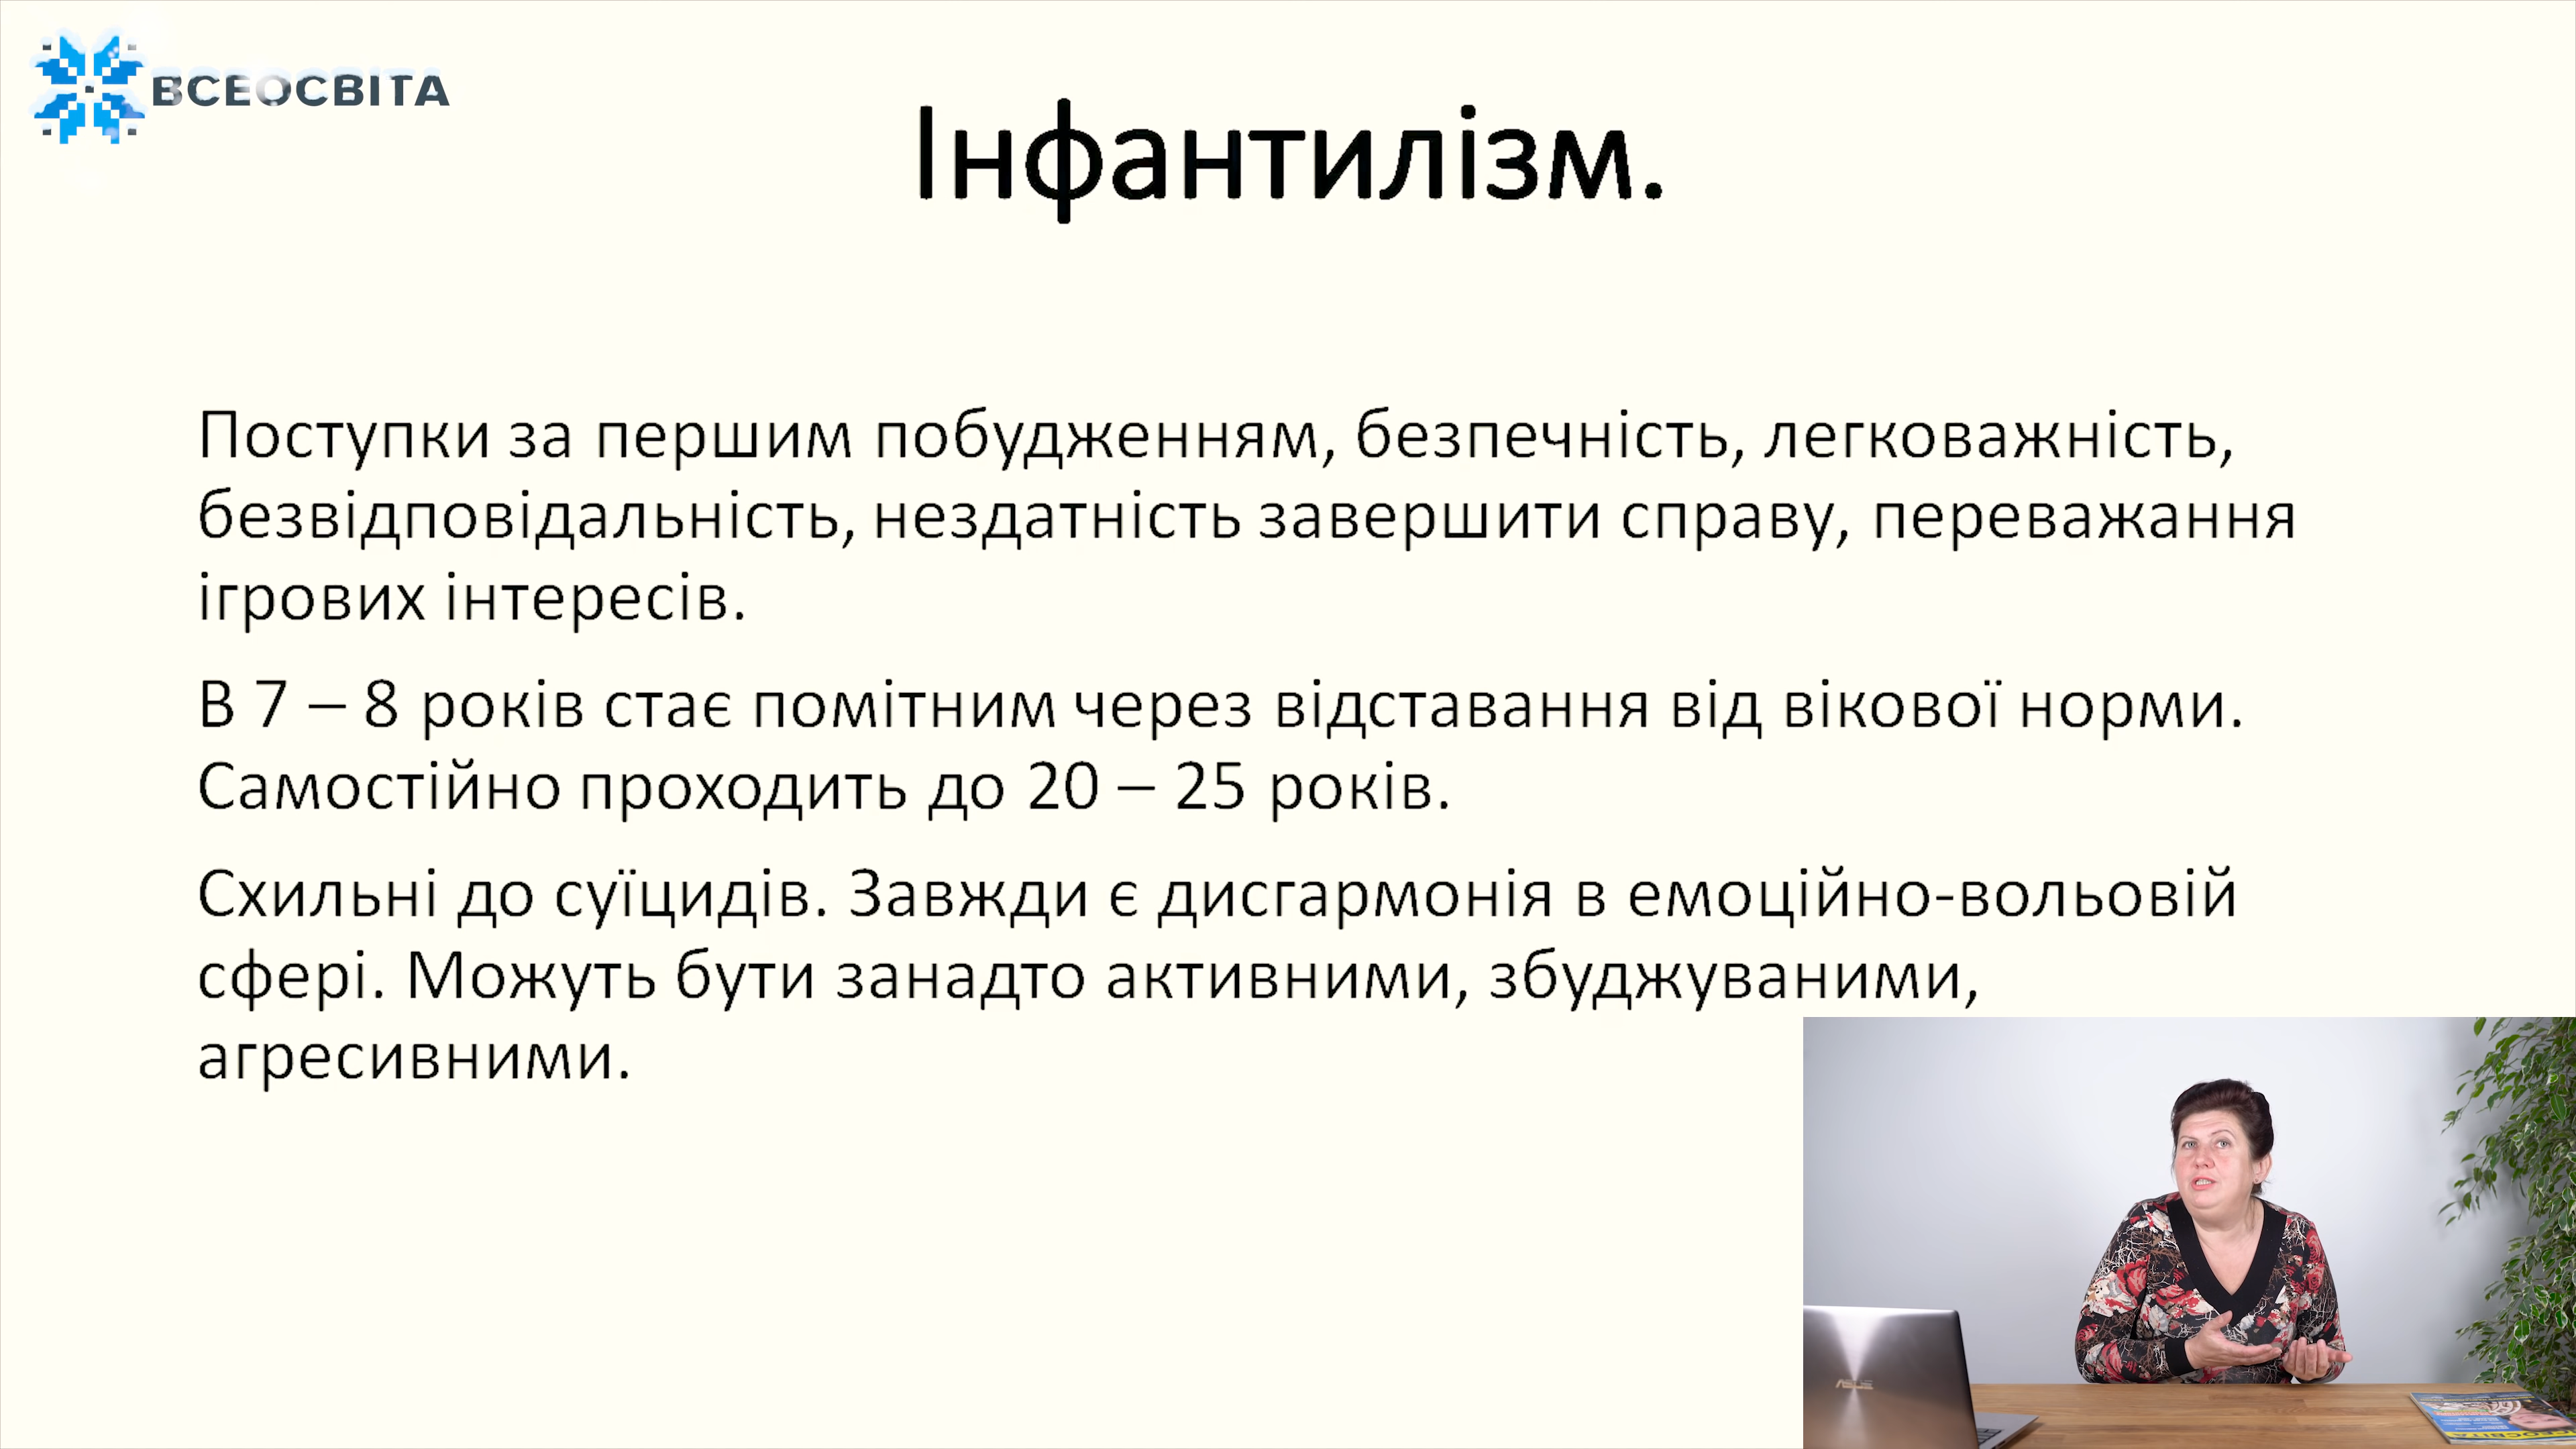 ВСЕОСВІТА
Інфантилізм.
Поступки за першим побудженням, безпечність, легковажність,
безвідповідальність, нездатність завершити справу, переважання
ігрових інтересів.
В 7 – 8 років стає помітним через відставання від вікової норми.
Самостійно проходить до 20 – 25 років.
Схильні до суїцидів. Завжди є дисгармонія в емоційно-вольовій
сфері. Можуть бути занадто активними, збуджуваними,
агресивними.
ASUS